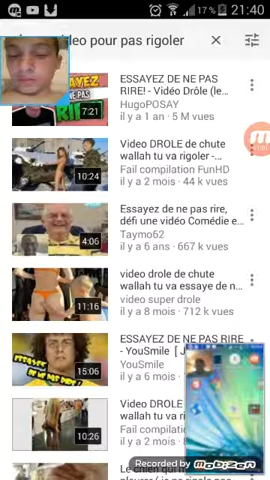 17 % 21:40
video pour pas rigoler
ESSAYEZ DE NE PAS
RIRE! - Vidéo Drôle (le...
HugoPOSAY
il y a 1 an · 5 M vues
7:21
Video DROLE de chute
wallah tu va rigoler -...
Fail compilation FunHD
il y a 2 mois · 44 k vues
10:24
Essayez de ne pas rire,
défi une vidéo Comédie e...
Taymo62
il y a 6 ans · 667 k vues
4:06
video drole de chute
wallah tu va essaye de n...
video super drole
il y a 8 mois · 712 k vues
11:16
ESSAYEZ DE NE PAS RIRE
- YouSmile [ J
YouSmile
il y a 6 mois ·
15:06
Video DROLE
wallah tu va ri
Fail compilation
il y a 2 mois ·
10:26
Le chien qui
Recorded by Mobizen